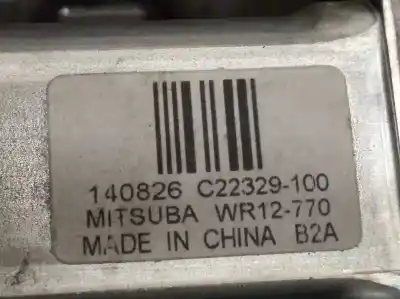 140826 C22329-100
MITSUBA WR12-770
MADE IN CHINA B2A